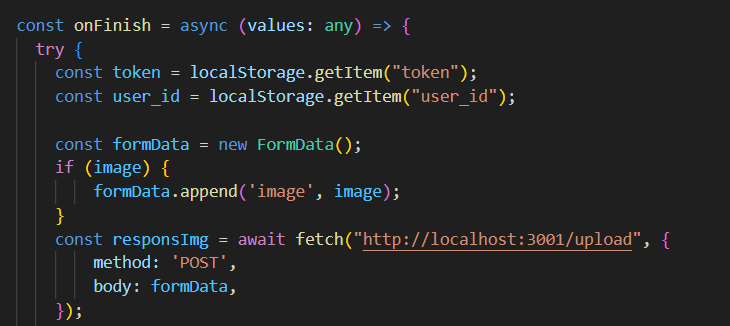 const onFinish = async (values: any) => {
try {
const token = localStorage.getItem("token");
const user_id = localStorage.getItem("user_id");
const formData = new FormData();
if (image) {
formData.append('image', image);
}
const responsImg = await fetch("http://localhost:3001/upload", {
method: 'POST',
body: formData,
});